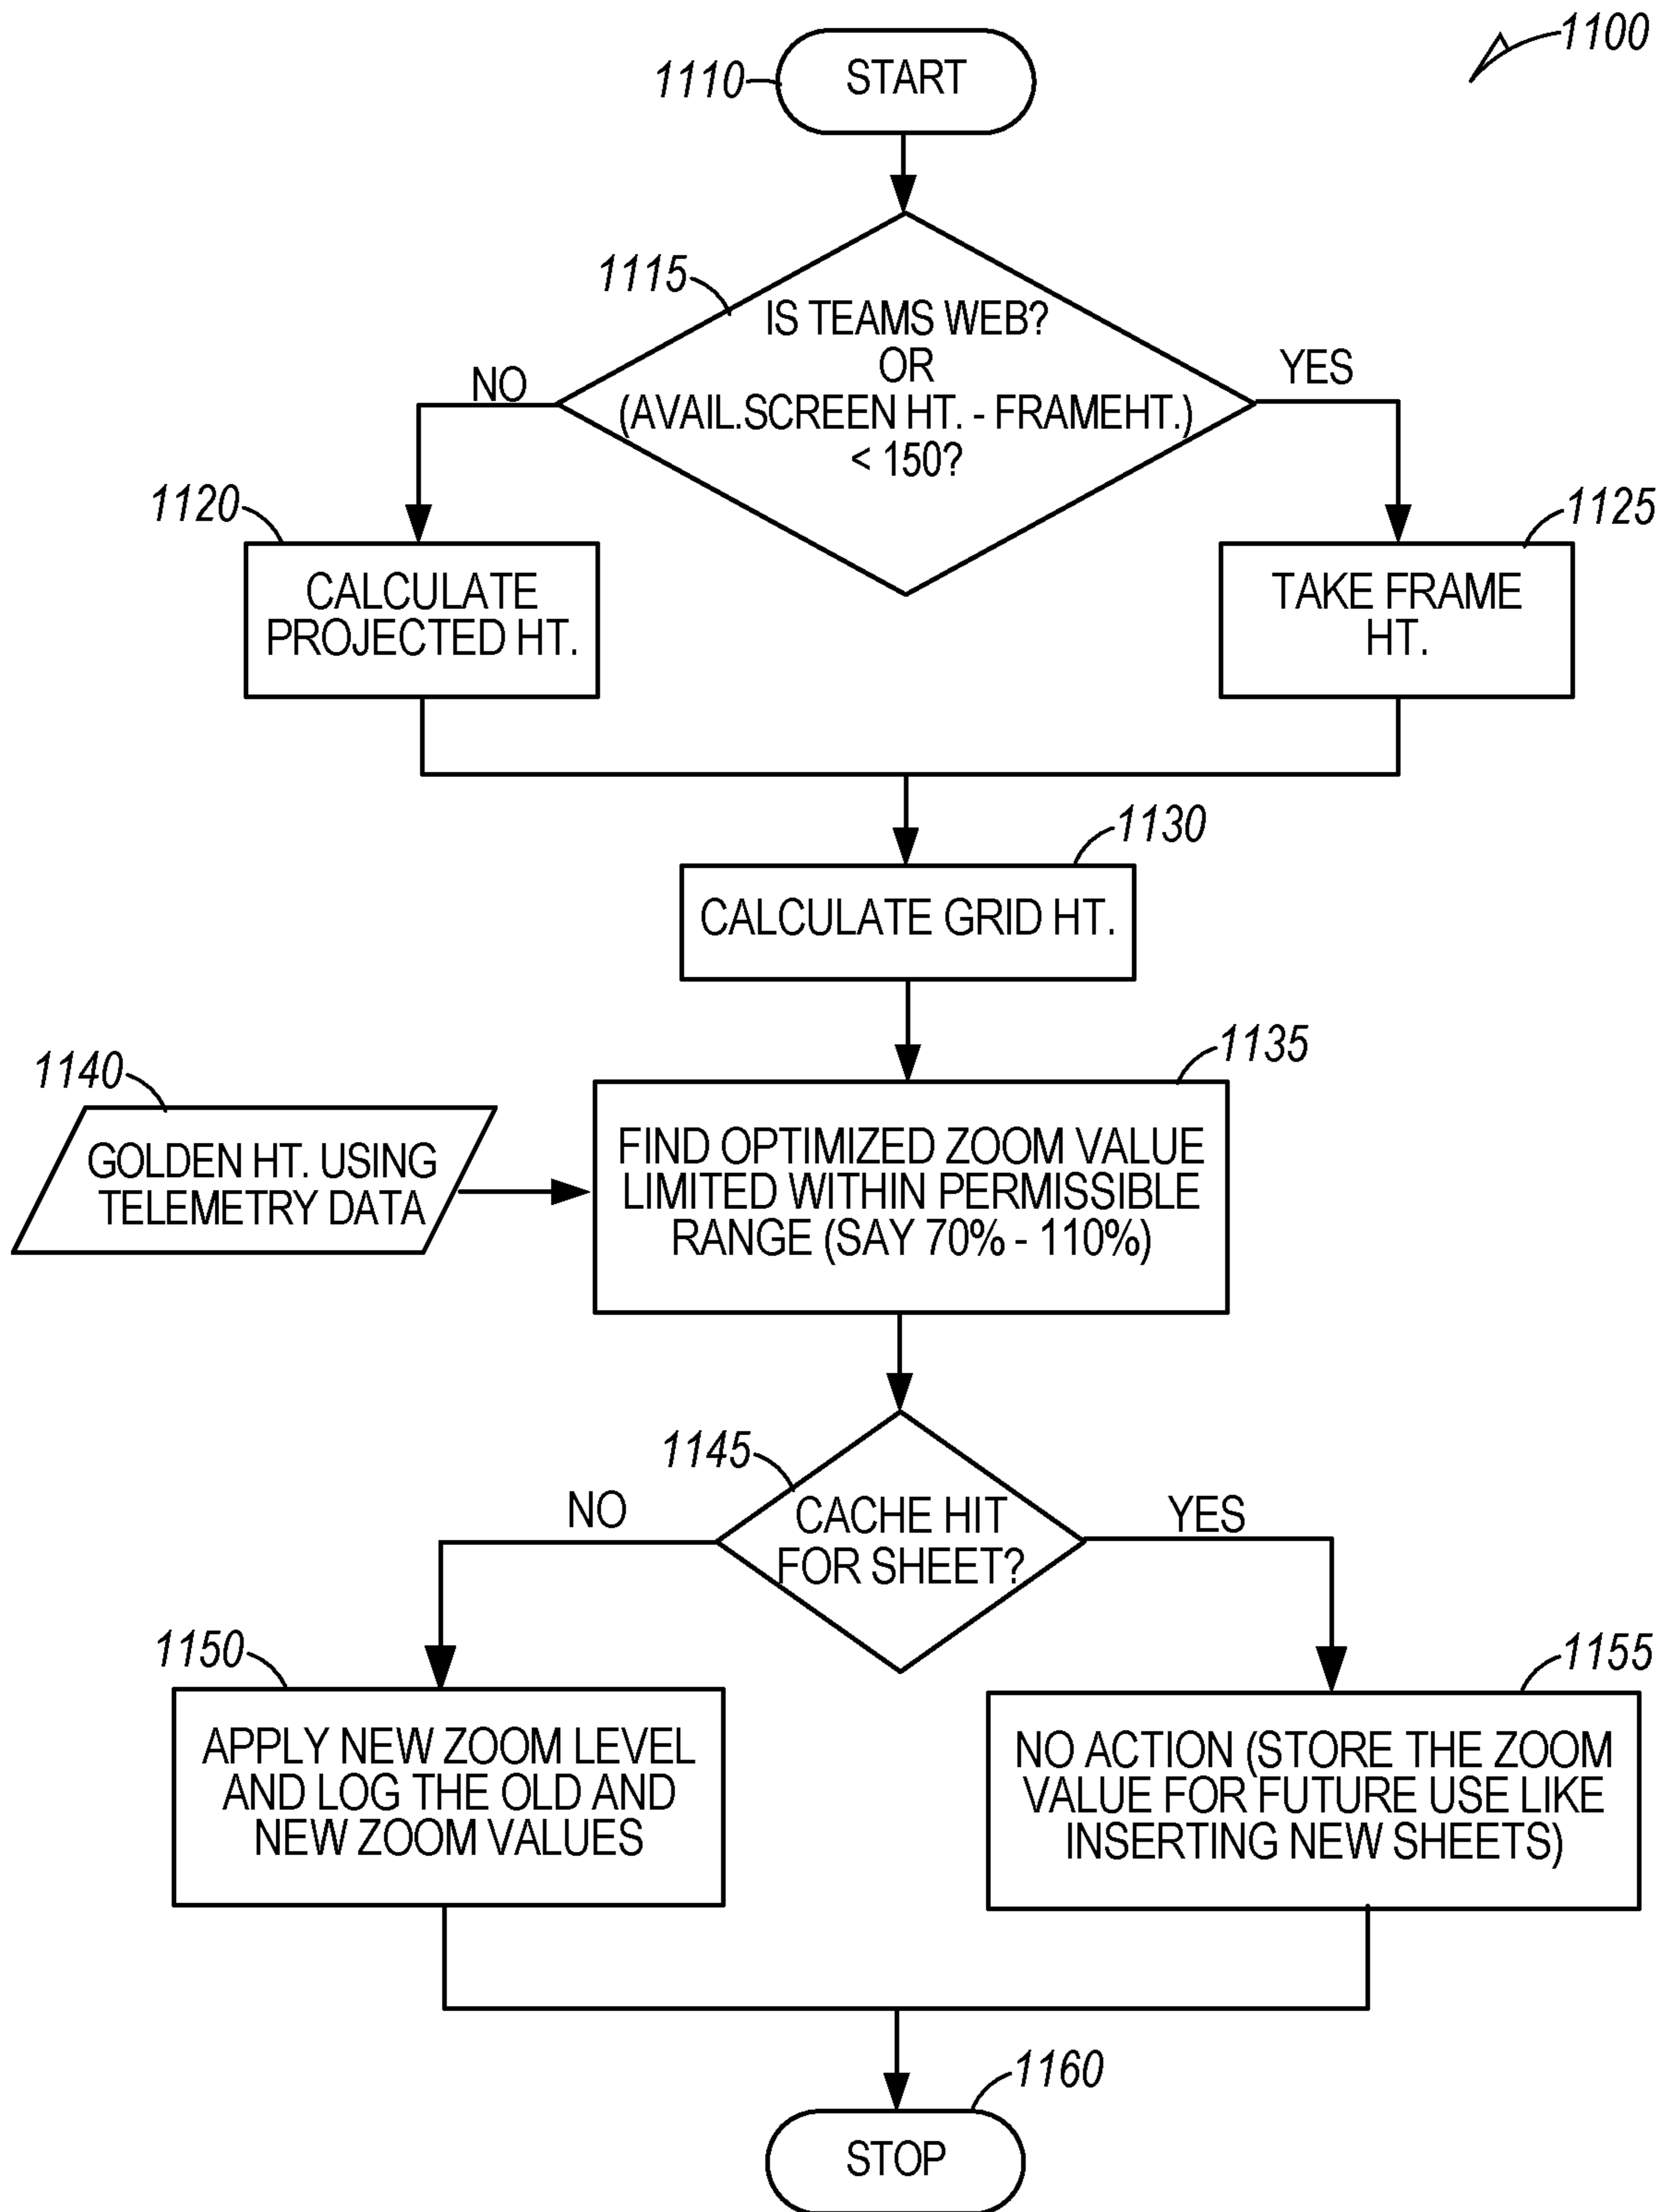 1100
1110
START
1115
IS TEAMS WEB?
OR
(AVAIL.SCREEN HT. - FRAMEHT.)
< 150?
NO
YES
1120
CALCULATE
PROJECTED HT.
1125
TAKE FRAME
HT.
1130
CALCULATE GRID HT.
1135
1140
GOLDEN HT. USING
TELEMETRY DATA
FIND OPTIMIZED ZOOM VALUE
LIMITED WITHIN PERMISSIBLE
RANGE (SAY 70% - 110%)
1145
CACHE HIT
FOR SHEET?
NO
YES
1150
APPLY NEW ZOOM LEVEL
AND LOG THE OLD AND
NEW ZOOM VALUES
1155
NO ACTION (STORE THE ZOOM
VALUE FOR FUTURE USE LIKE
INSERTING NEW SHEETS)
1160
STOP